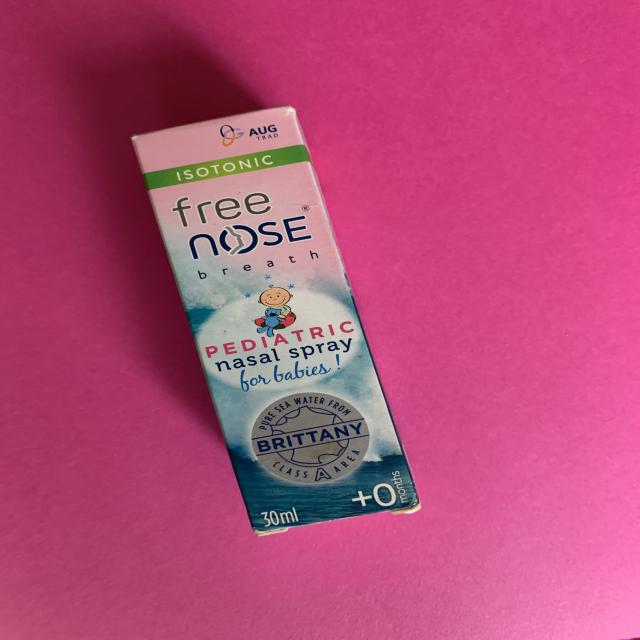 AUG
TRAD
ISOTONIC
free
nOSE®
breath
PEDIATRIC
nasal spray
for babies!
PURE SEA WATER FROM
BRITTANY
CLASS A AREA
+0 months
30ml